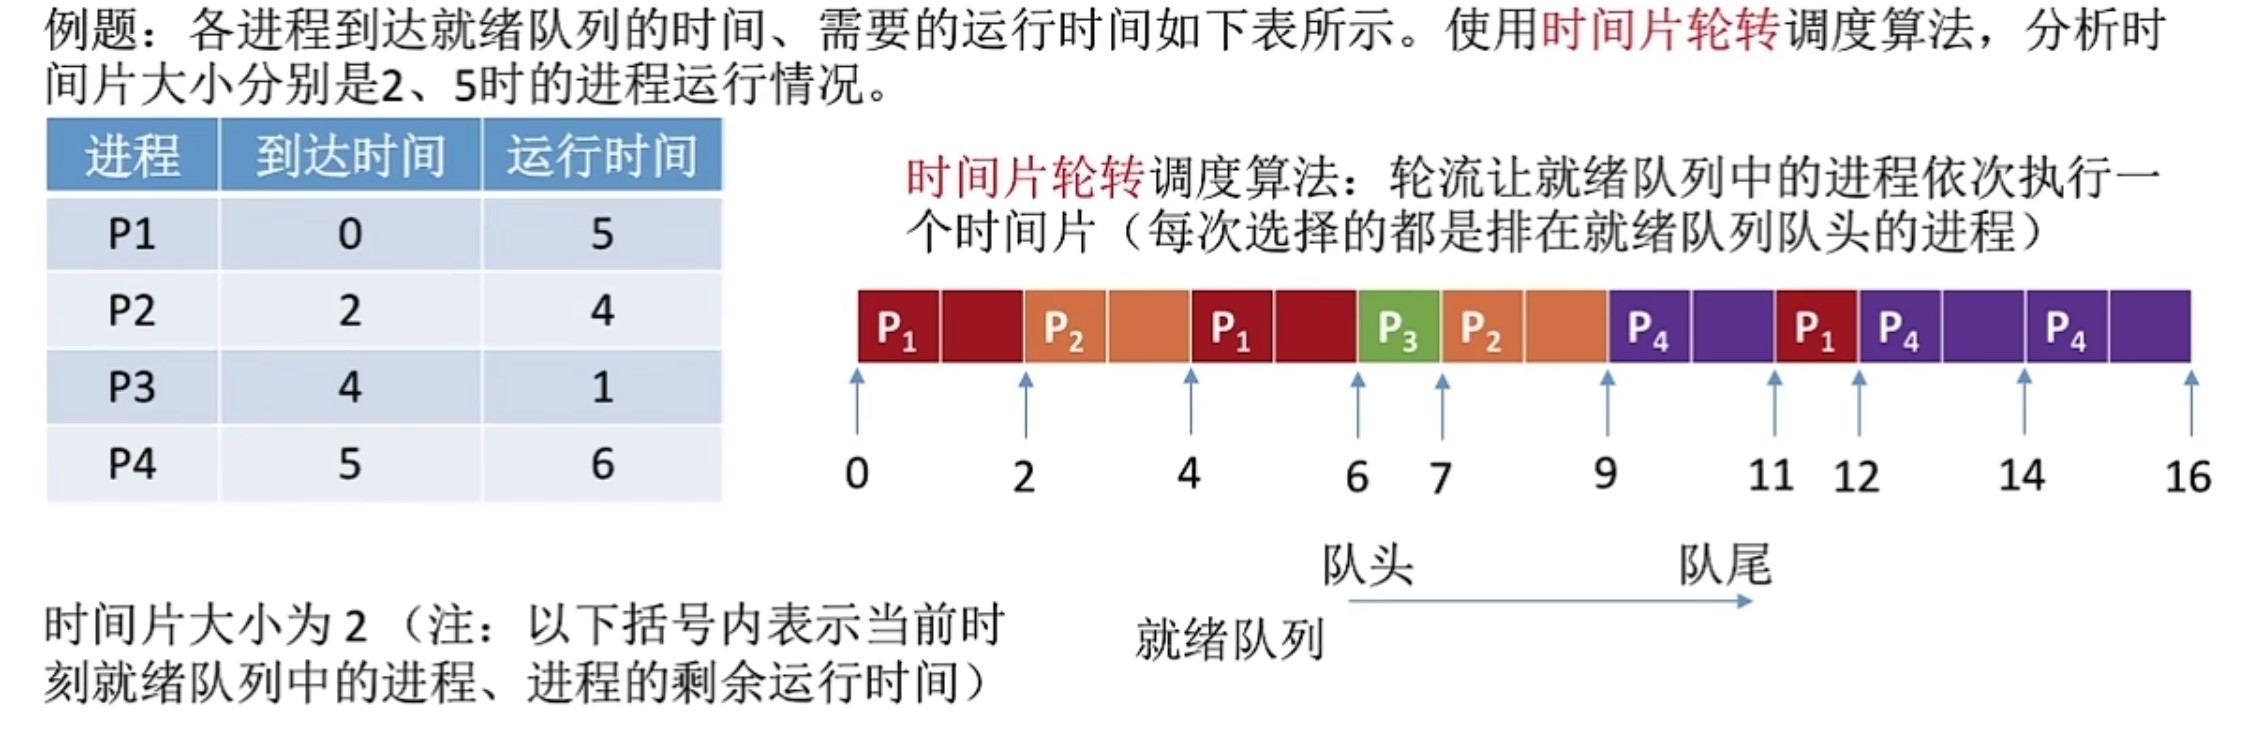 例题：各进程到达就绪队列的时间、需要的运行时间如下表所示。使用时间片轮转调度算法，分析时
间片大小分别是2、5时的进程运行情况。
进程 到达时间 运行时间
P1 0 5
P2 2 4
P3 4 1
P4 5 6
时间片轮转调度算法：轮流让就绪队列中的进程依次执行一
个时间片（每次选择的都是排在就绪队列队头的进程）
P1 P2 P1 P3 P2 P4 P1 P4 P4
0 2 4 6 7 9 11 12 14 16
队头 队尾
就绪队列
时间片大小为 2 （注：以下括号内表示当前时
刻就绪队列中的进程、进程的剩余运行时间）